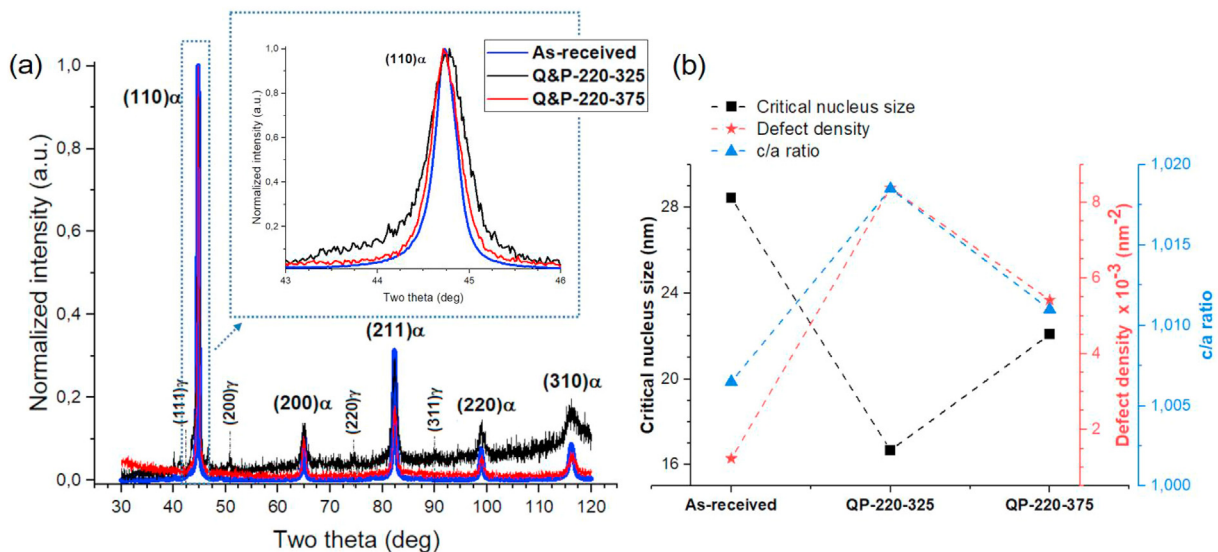 (a)
Normalized intensity (a.u.)
1,0
0,8
0,6
0,4
0,2
0,0
30 40 50 60 70 80 90 100 110 120
Two theta (deg)
(110)α
(111)γ
(200)γ
(200)α
(220)γ
(211)α
(311)γ
(220)α
(310)α
Normalized intensity (a.u.)
1,0
0,8
0,6
0,4
0,2
43 44 45 46
Two theta (deg)
(110)α
As-received
Q&P-220-325
Q&P-220-375
(b)
Critical nucleus size
Defect density
c/a ratio
Critical nucleus size (nm)
28
24
20
16
As-received QP-220-325 QP-220-375
8
6
4
2
Defect density x 10-3 (nm-2)
1,020
1,015
1,010
1,005
1,000
c/a ratio